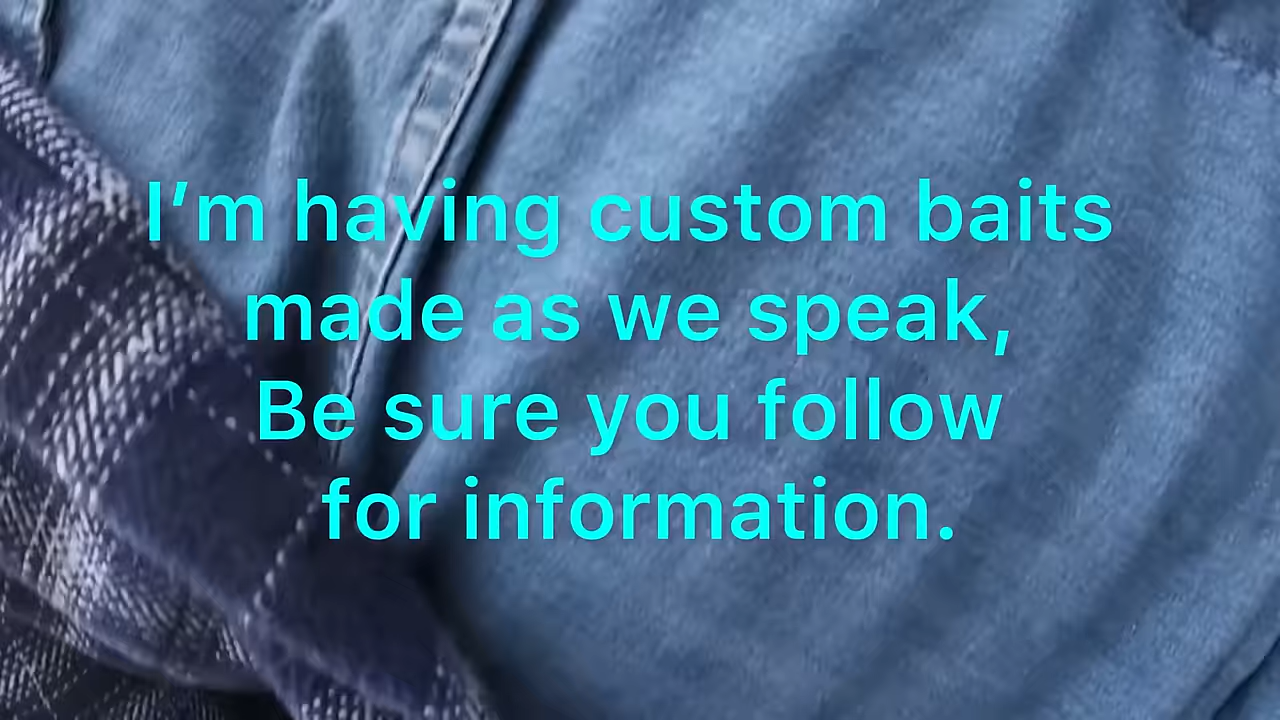 I’m having custom baits
made as we speak,
Be sure you follow
for information.